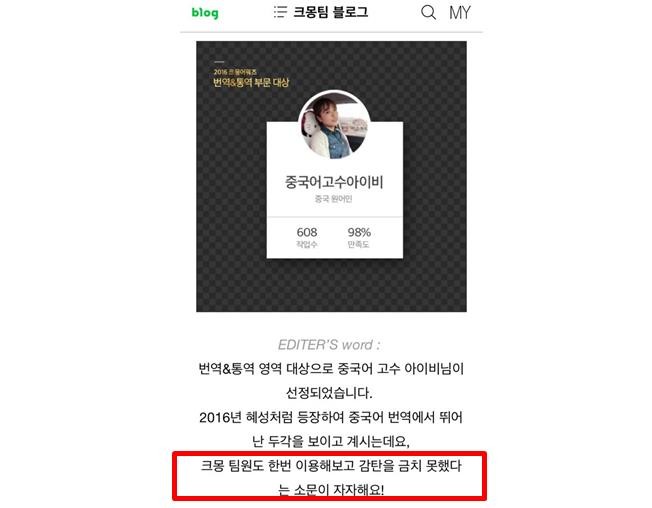 blog
크몽팀 블로그
MY
2016 크몽어워즈
번역&통역 부문 대상
중국어고수아이비
중국 원어민
608
98%
작업수
만족도
EDITER'S word :
번역&통역 영역 대상으로 중국어 고수 아이비님이
선정되었습니다.
2016년 혜성처럼 등장하여 중국어 번역에서 뛰어
난 두각을 보이고 계시는데요,
크몽 팀원도 한번 이용해보고 감탄을 금치 못했다
는 소문이 자자해요!